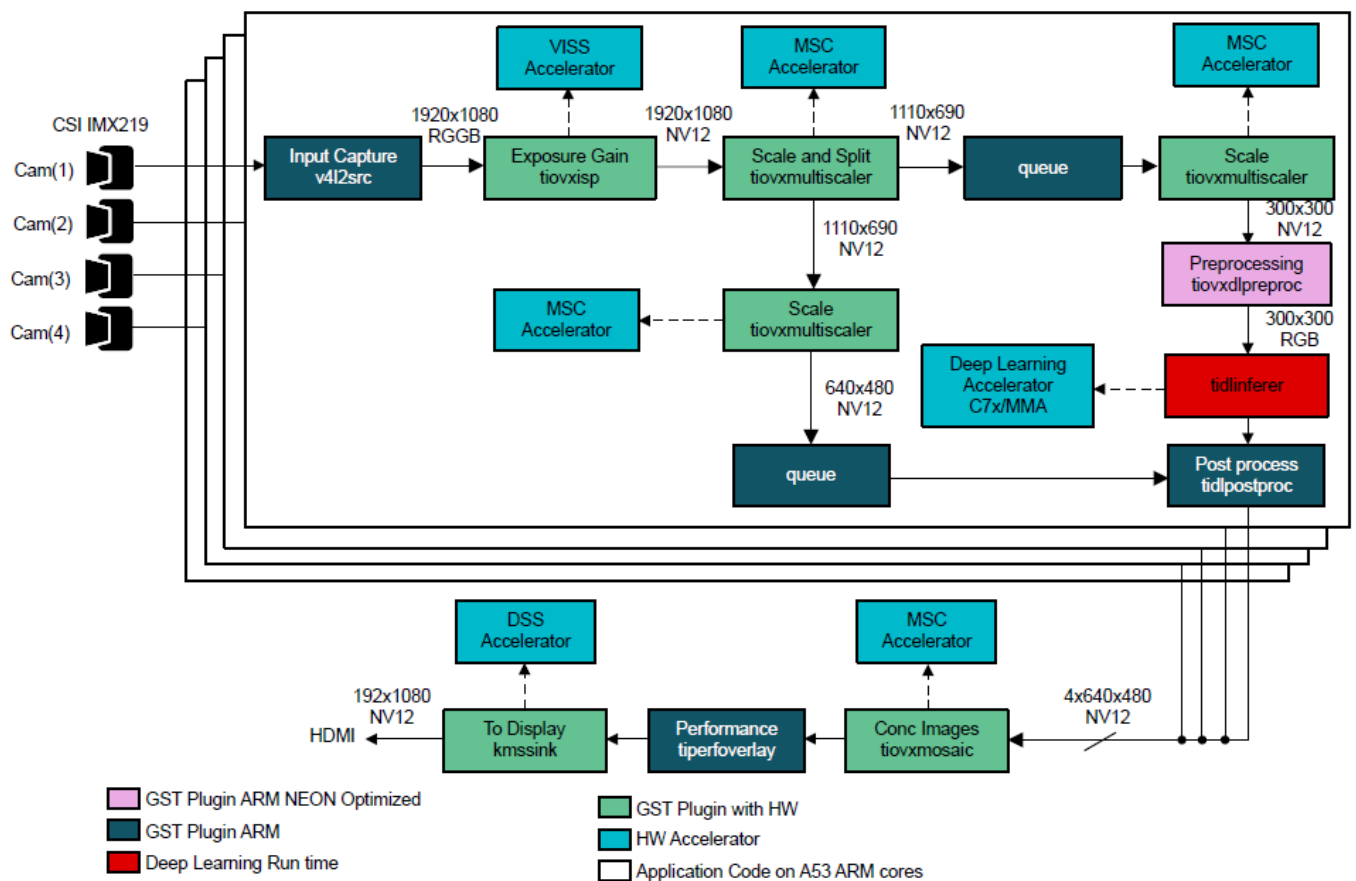 VISS
Accelerator
MSC
Accelerator
MSC
Accelerator
CSI IMX219
1920x1080
RGGB
1920x1080
NV12
1110x690
NV12
Cam(1)
Input Capture
v4l2src
Exposure Gain
tiovxisp
Scale and Split
tiovxmultiscaler
queue
Scale
tiovxmultiscaler
Cam(2)
1110x690
NV12
300x300
NV12
Cam(3)
Preprocessing
tiovxdlpreproc
Cam(4)
MSC
Accelerator
Scale
tiovxmultiscaler
300x300
RGB
Deep Learning
Accelerator
C7x/MMA
tidlinferer
640x480
NV12
queue
Post process
tidlpostproc
DSS
Accelerator
MSC
Accelerator
192x1080
NV12
4x640x480
NV12
HDMI
To Display
kmssink
Performance
tiperfoverlay
Conc Images
tiovxmosaic
GST Plugin ARM NEON Optimized
GST Plugin ARM
Deep Learning Run time
GST Plugin with HW
HW Accelerator
Application Code on A53 ARM cores